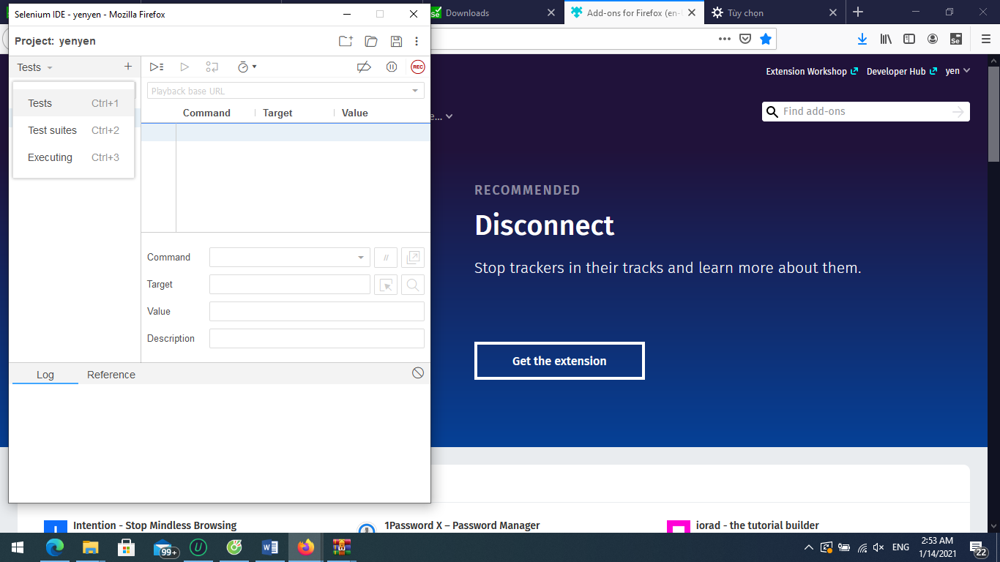 Selenium IDE - yenyen - Mozilla Firefox
Downloads
Add-ons for Firefox (en-
Tùy chọn
Project: yenyen
Se
Tests
REC
Extension Workshop
Developer Hub
yen
Playback base URL
Tests Ctrl+1
Test suites Ctrl+2
Executing Ctrl+3
Command Target Value
e...
Find add-ons
RECOMMENDED
Disconnect
Stop trackers in their tracks and learn more about them.
Get the extension
Command
//
Target
Value
Description
Log
Reference
Intention - Stop Mindless Browsing
1Password X – Password Manager
iorad - the tutorial builder
99+
ENG
2:53 AM
1/14/2021
22